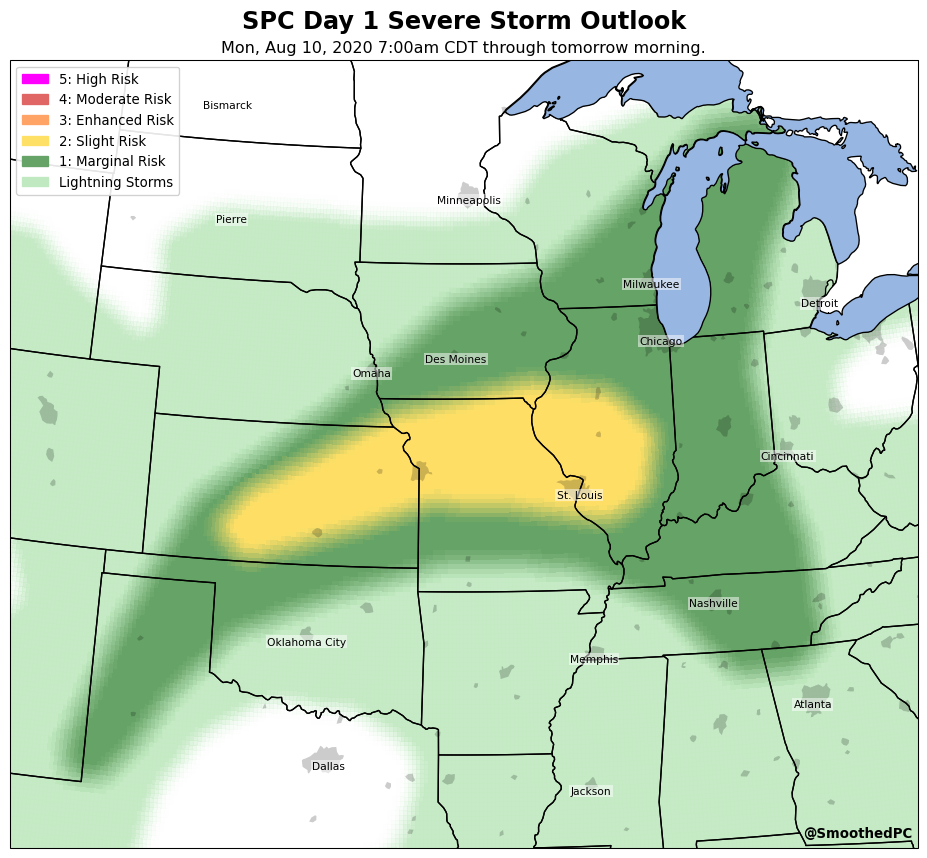 SPC Day 1 Severe Storm Outlook
Mon, Aug 10, 2020 7:00am CDT through tomorrow morning.
5: High Risk
4: Moderate Risk
3: Enhanced Risk
2: Slight Risk
1: Marginal Risk
Lightning Storms
Bismarck
Minneapolis
Pierre
Milwaukee
Detroit
Chicago
Des Moines
Omaha
Cincinnati
St. Louis
Nashville
Oklahoma City
Memphis
Atlanta
Dallas
Jackson
@SmoothedPC